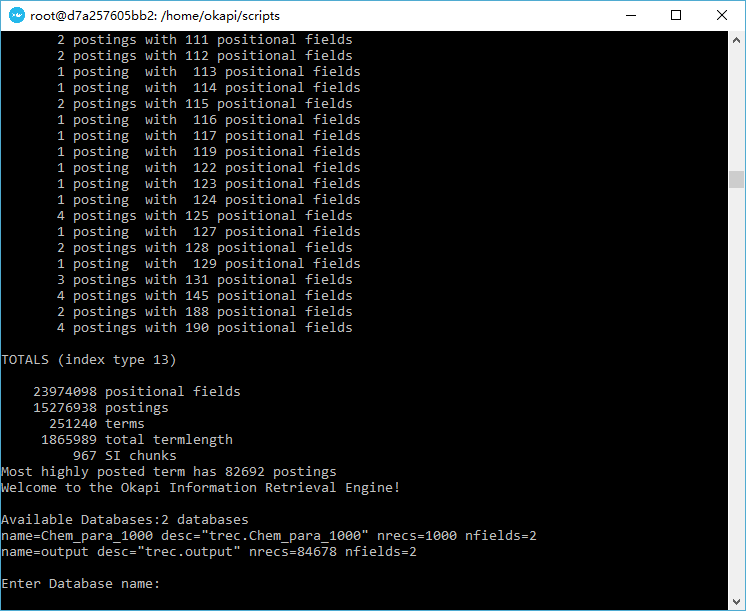 root@d7a257605bb2: /home/okapi/scripts
2 postings with 111 positional fields
2 postings with 112 positional fields
1 posting  with  113 positional fields
1 posting  with  114 positional fields
2 postings with 115 positional fields
1 posting  with  116 positional fields
1 posting  with  117 positional fields
1 posting  with  119 positional fields
1 posting  with  122 positional fields
1 posting  with  123 positional fields
1 posting  with  124 positional fields
4 postings with 125 positional fields
1 posting  with  127 positional fields
2 postings with 128 positional fields
1 posting  with  129 positional fields
3 postings with 131 positional fields
4 postings with 145 positional fields
2 postings with 188 positional fields
4 postings with 190 positional fields
TOTALS (index type 13)
23974098 positional fields
15276938 postings
251240 terms
1865989 total termlength
967 SI chunks
Most highly posted term has 82692 postings
Welcome to the Okapi Information Retrieval Engine!
Available Databases:2 databases
name=Chem_para_1000 desc="trec.Chem_para_1000" nrecs=1000 nfields=2
name=output desc="trec.output" nrecs=84678 nfields=2
Enter Database name: